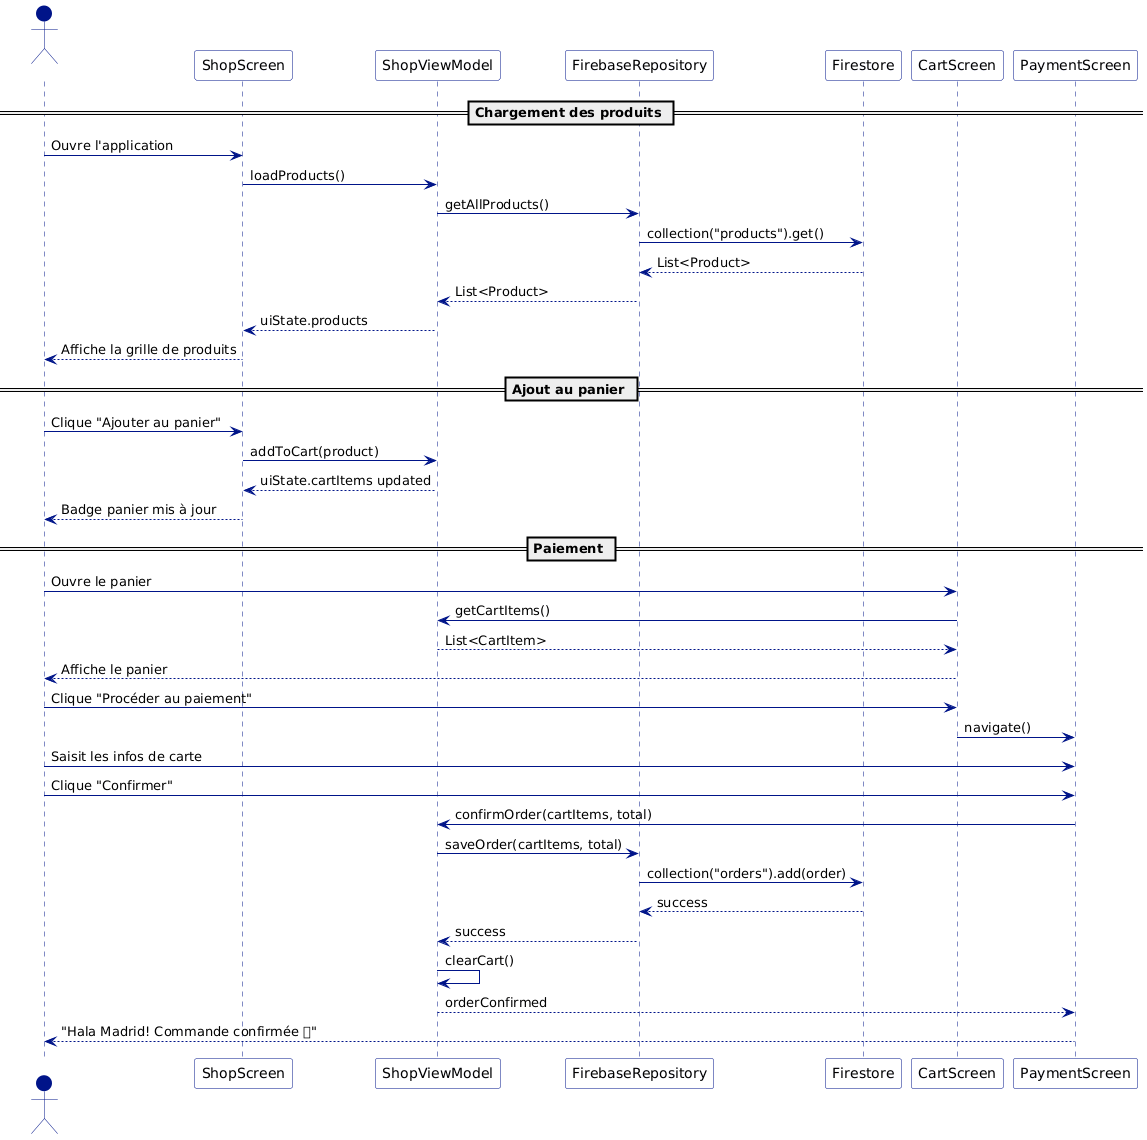 ShopScreen
ShopViewModel
FirebaseRepository
Firestore
CartScreen
PaymentScreen
Chargement des produits
Ouvre l'application
loadProducts()
getAllProducts()
collection("products").get()
List<Product>
List<Product>
uiState.products
Affiche la grille de produits
Ajout au panier
Clique "Ajouter au panier"
addToCart(product)
uiState.cartItems updated
Badge panier mis à jour
Paiement
Ouvre le panier
getCartItems()
List<CartItem>
Affiche le panier
Clique "Procéder au paiement"
navigate()
Saisit les infos de carte
Clique "Confirmer"
confirmOrder(cartItems, total)
saveOrder(cartItems, total)
collection("orders").add(order)
success
success
clearCart()
orderConfirmed
"Hala Madrid! Commande confirmée ▯"
ShopScreen
ShopViewModel
FirebaseRepository
Firestore
CartScreen
PaymentScreen